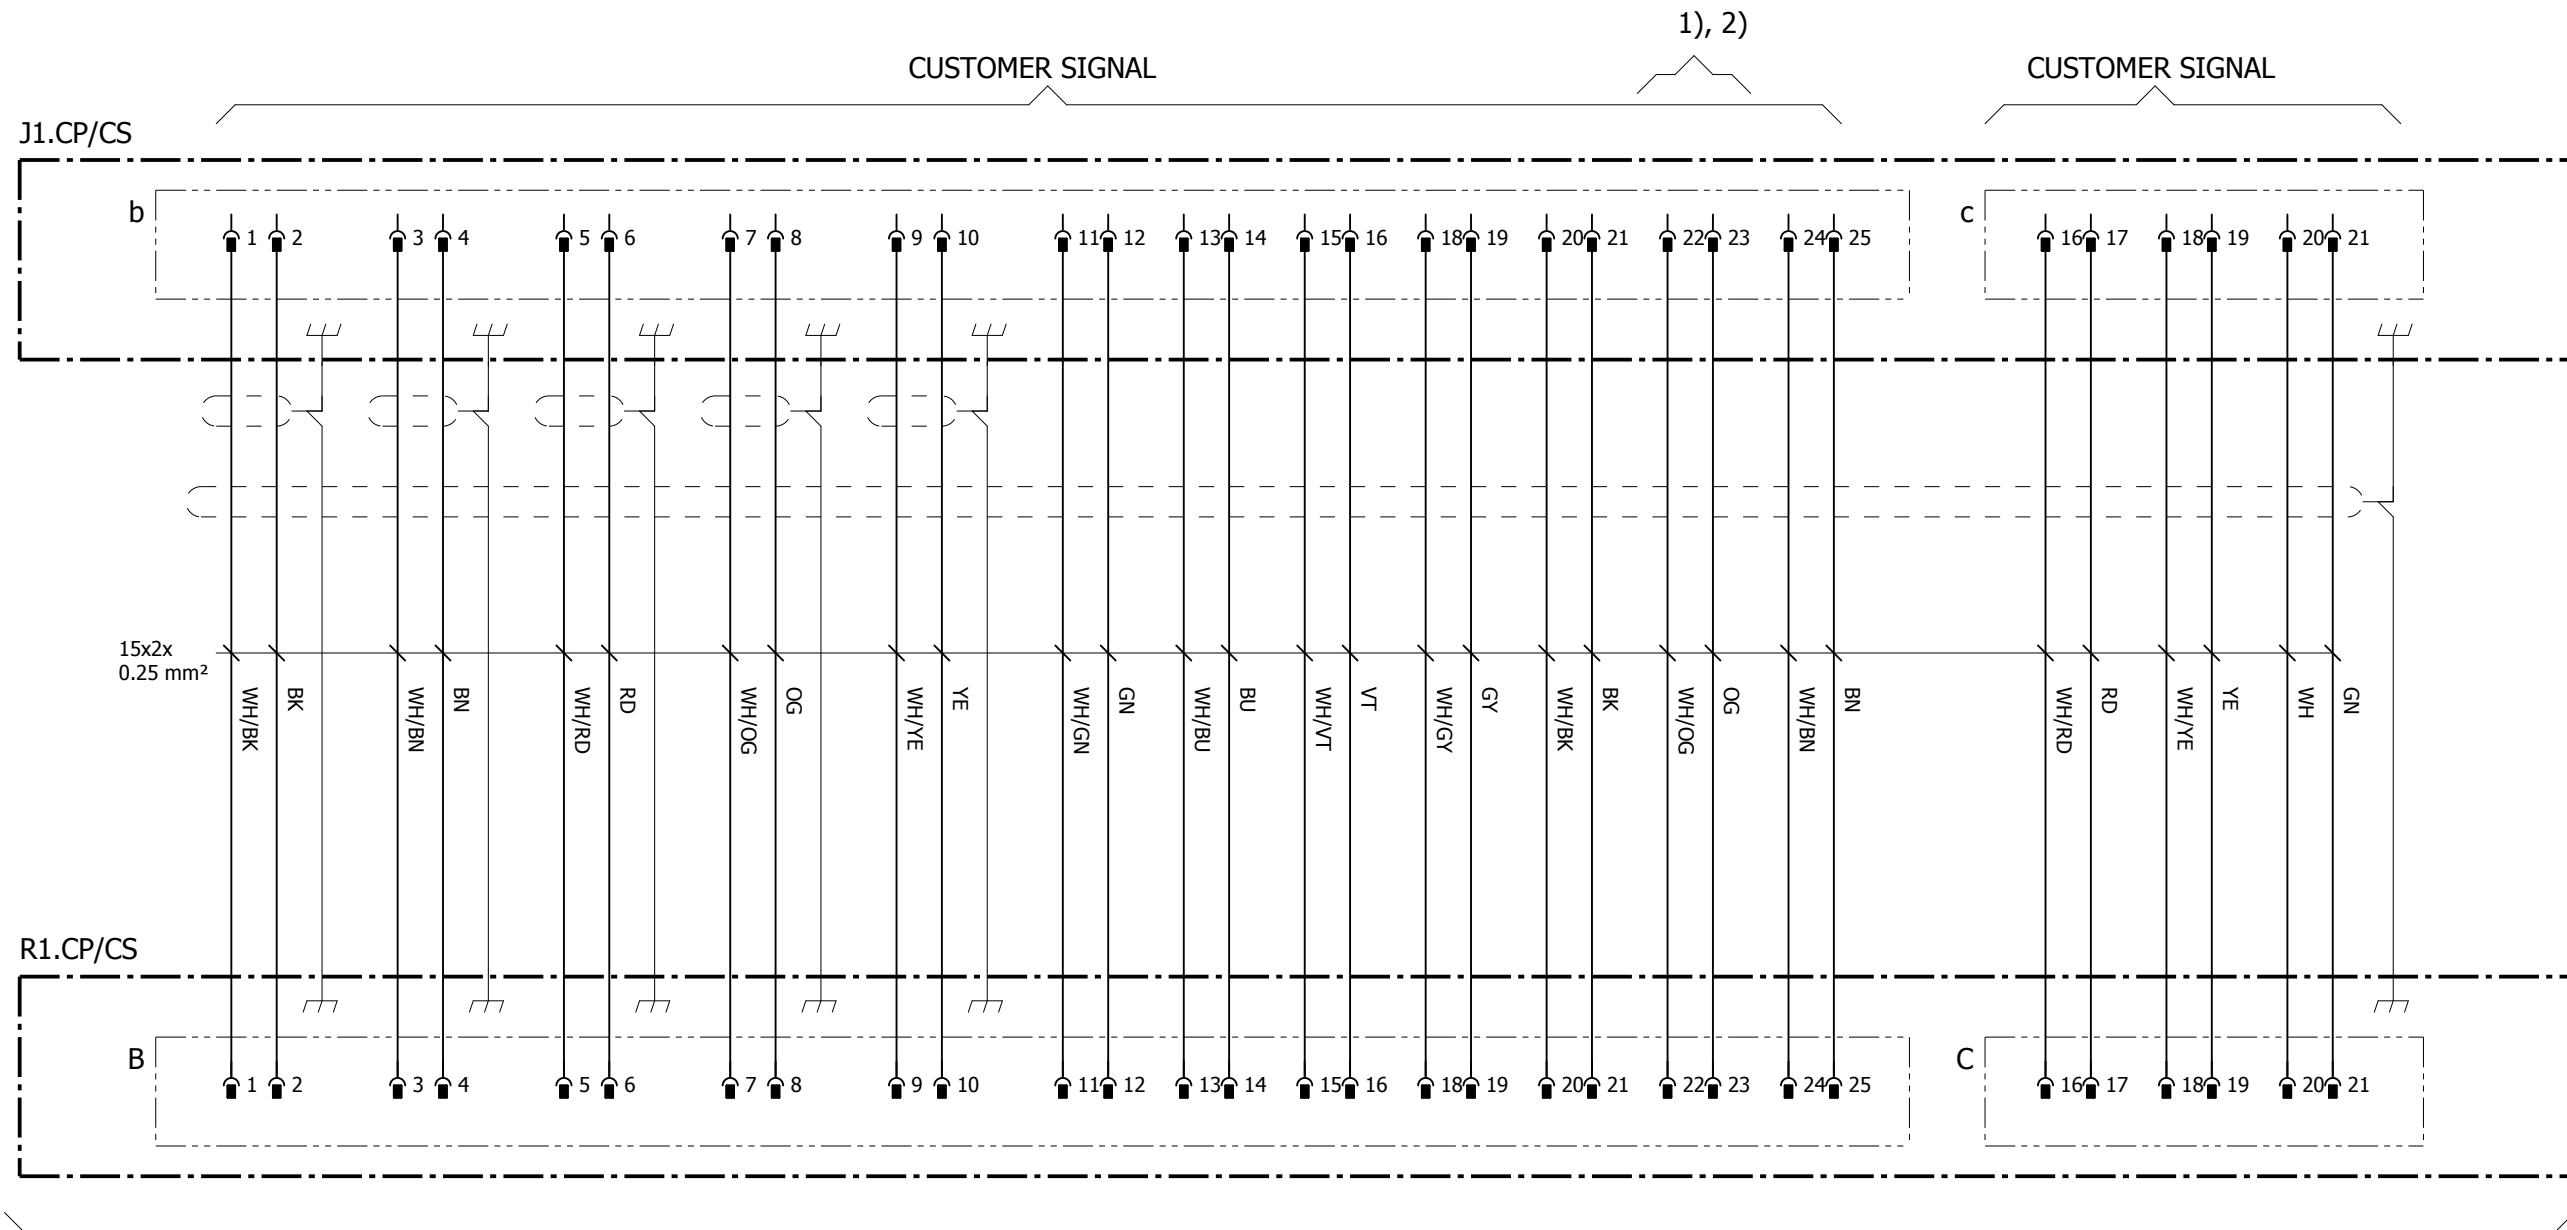 1), 2)
CUSTOMER SIGNAL CUSTOMER SIGNAL
J1.CP/CS
b 1 2 3 4 5 6 7 8 9 10 11 12 13 14 15 16 18 19 20 21 22 23 24 25 c 16 17 18 19 20 21
15x2x
0.25 mm²
WH/BK BK WH/BN BN WH/RD RD WH/OG OG WH/YE YE WH/GN GN WH/BU BU WH/VT VT WH/GY GY WH/BK BK WH/OG OG WH/BN BN WH/RD RD WH/YE YE WH GN
R1.CP/CS
B 1 2 3 4 5 6 7 8 9 10 11 12 13 14 15 16 18 19 20 21 22 23 24 25 C 16 17 18 19 20 21